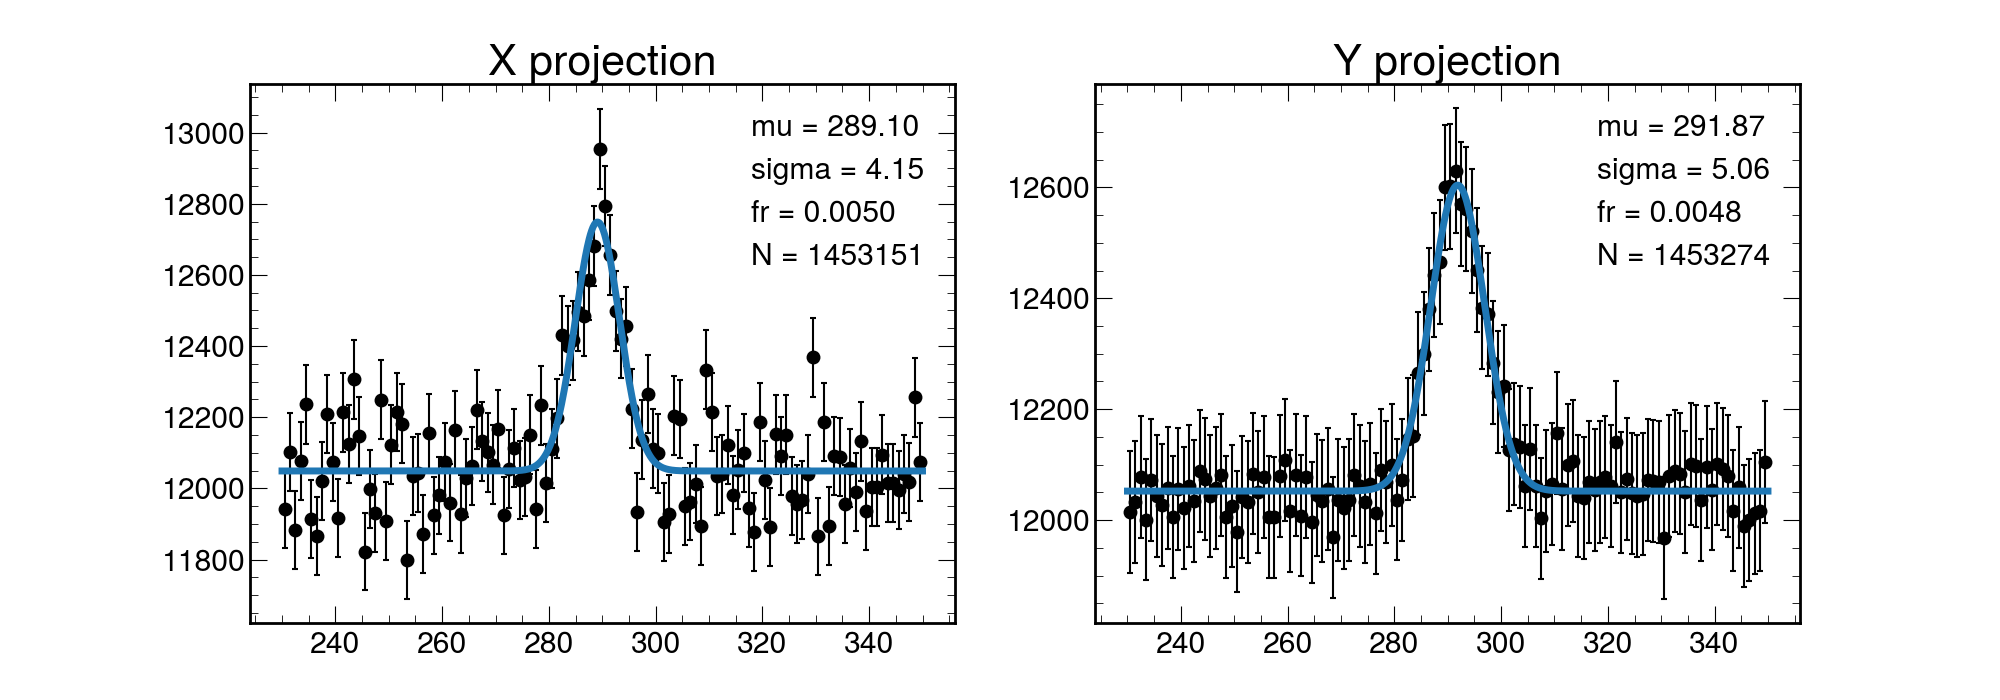 X projection
13000
12800
12600
12400
12200
12000
11800
240 260 280 300 320 340
mu = 289.10
sigma = 4.15
fr = 0.0050
N = 1453151
Y projection
12600
12400
12200
12000
240 260 280 300 320 340
mu = 291.87
sigma = 5.06
fr = 0.0048
N = 1453274